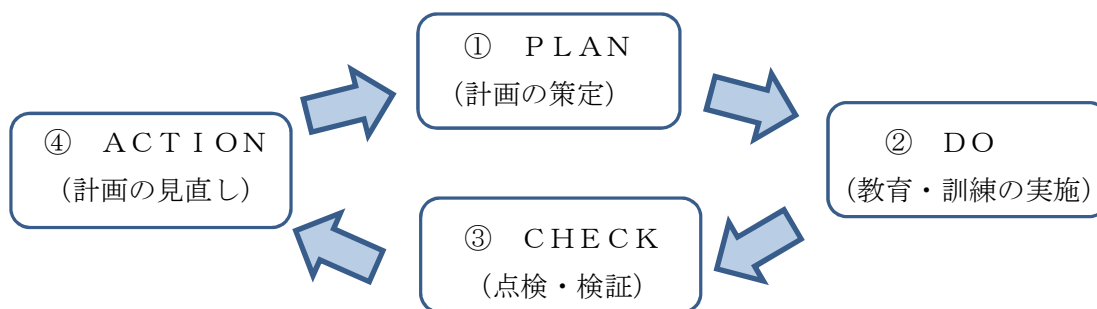 ① ＰＬＡＮ
（計画の策定）
② ＤＯ
（教育・訓練の実施）
③ ＣＨＥＣＫ
（点検・検証）
④ ＡＣＴＩＯＮ
（計画の見直し）